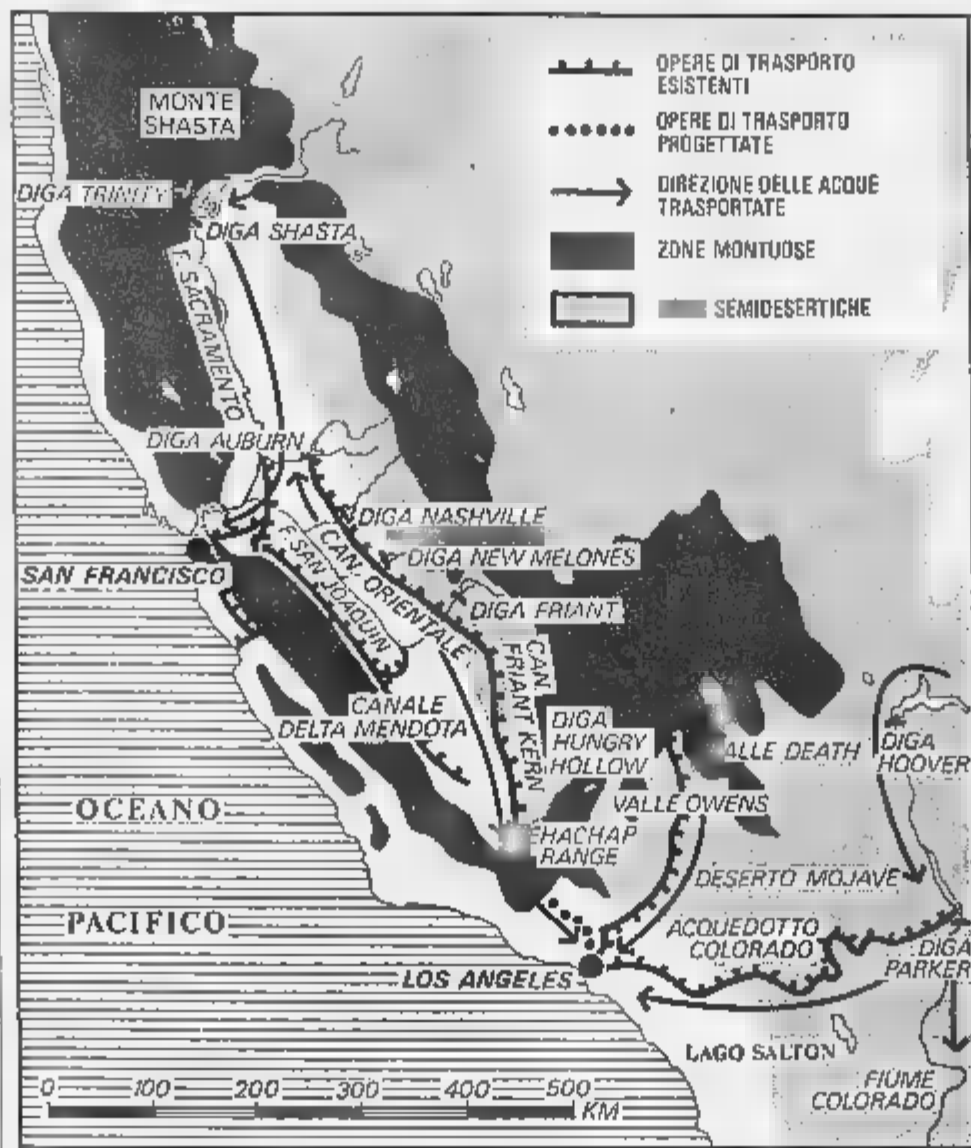 OPERE DI TRASPORTO
ESISTENTI
OPERE DI TRASPORTO
PROGETTATE
DIREZIONE DELLE ACQUE
TRASPORTATE
ZONE MONTUOSE
SEMIDESERTICHE
MONTE
SHASTA
DIGA TRINITY
DIGA SHASTA
F. SACRAMENTO
DIGA AUBURN
DIGA NASHVILLE
DIGA NEW MELONES
SAN FRANCISCO
F. SAN JOAQUIN
CAN. ORIENTALE
DIGA FRIANT
CAN.
FRIANT KERN
CANALE
DELTA MENDOTA
DIGA
HUNGRY
HOLLOW
ALLE DEATH
DIGA
HOOVER
VALLE OWENS
EHACHAP
RANGE
OCEANO
PACIFICO
DESERTO MOJAVE
ACQUEDOTTO
COLORADO
DIGA
PARKER
LOS ANGELES
LAGO SALTON
FIUME
COLORADO
0 100 200 300 400 500
KM